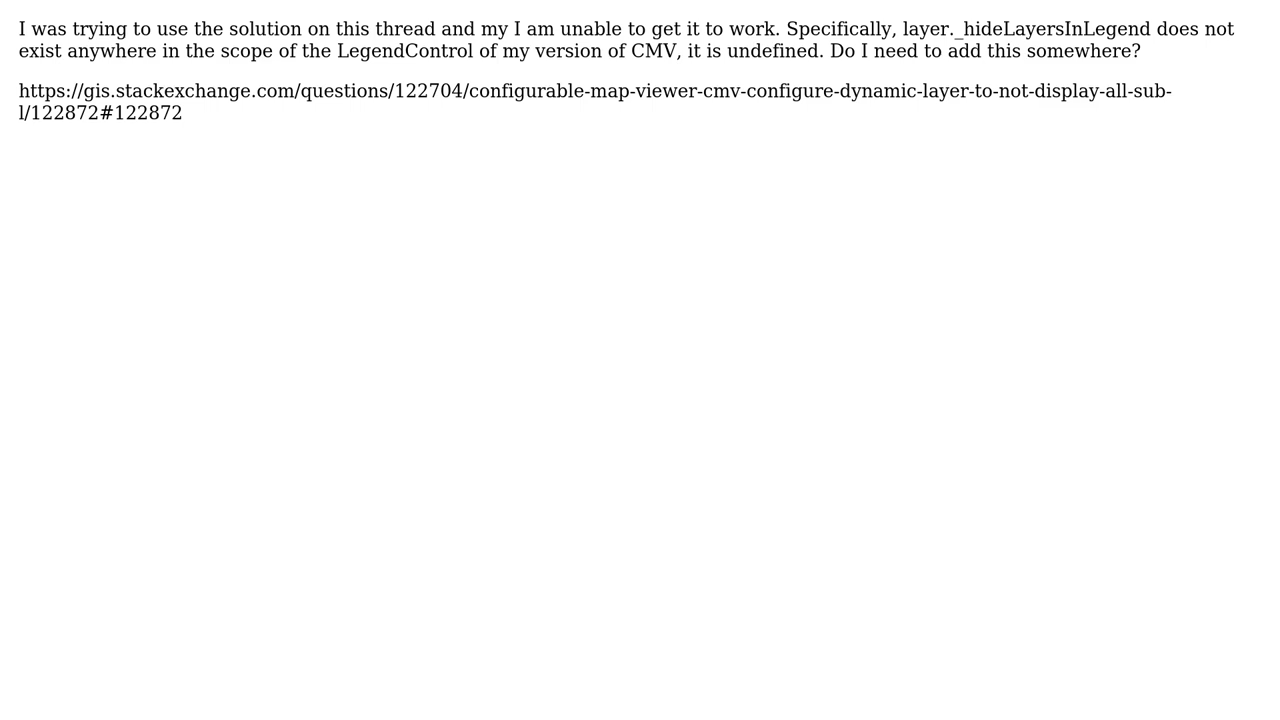 I was trying to use the solution on this thread and my I am unable to get it to work. Specifically, layer._hideLayersInLegend does not
exist anywhere in the scope of the LegendControl of my version of CMV, it is undefined. Do I need to add this somewhere?
https://gis.stackexchange.com/questions/122704/configurable-map-viewer-cmv-configure-dynamic-layer-to-not-display-all-sub-
l/122872#122872